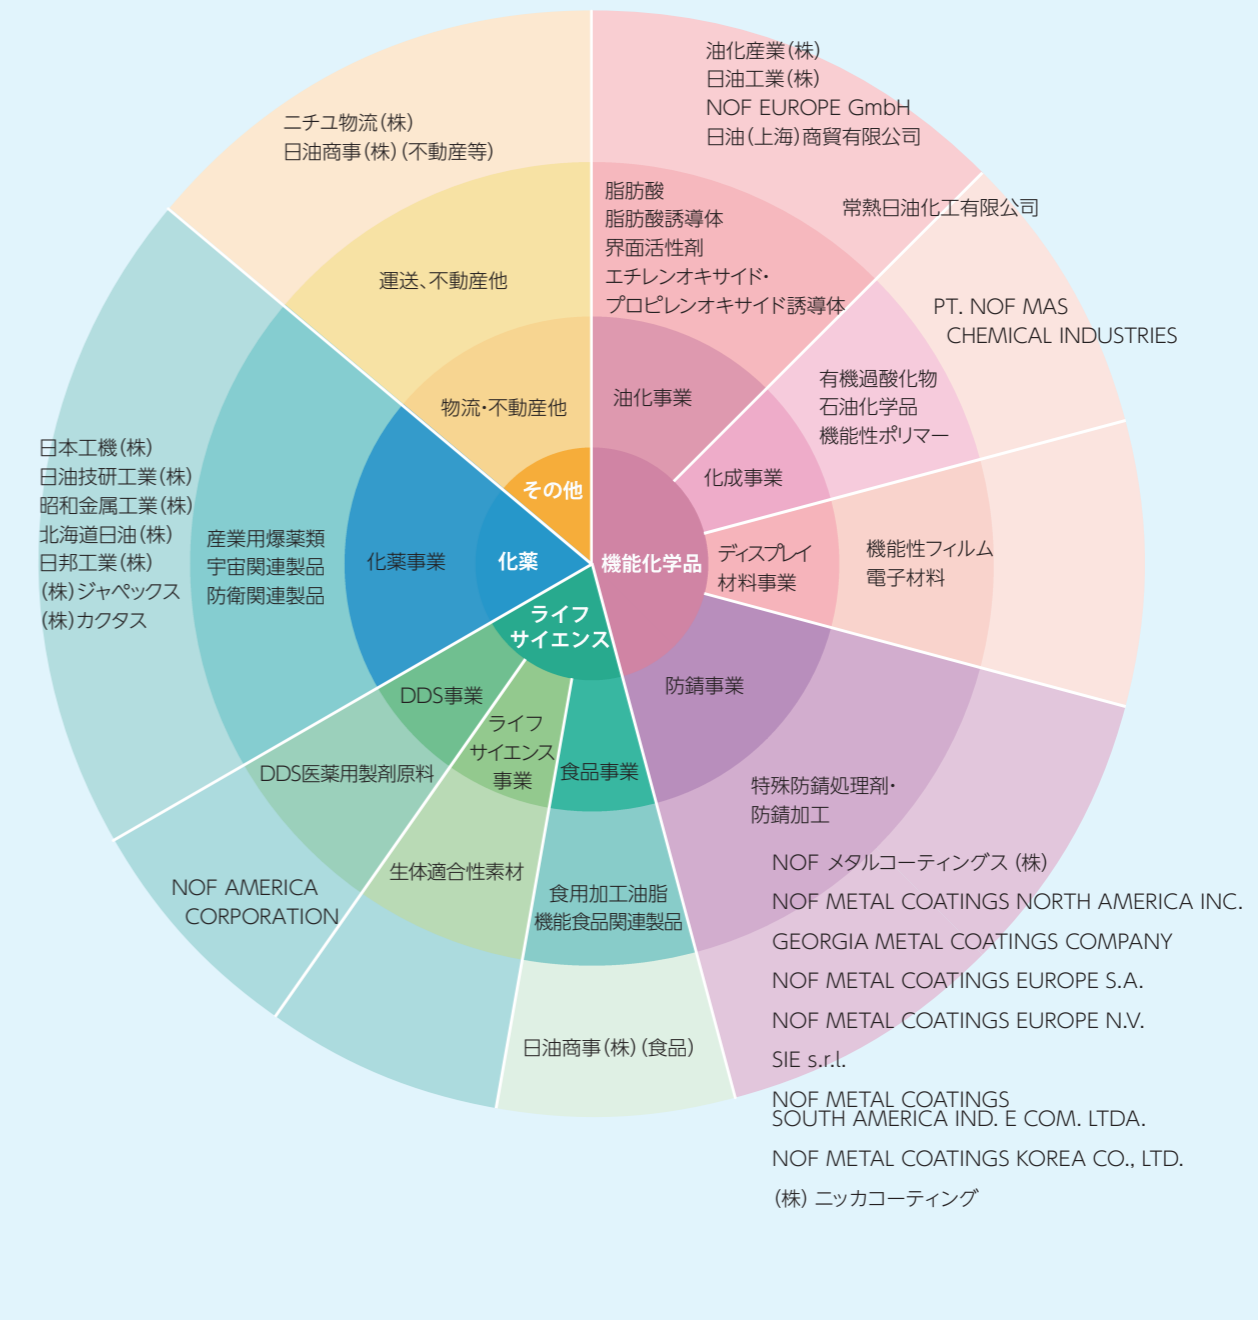 油化産業（株）
日油工業（株）
NOF EUROPE GmbH
日油（上海）商貿有限公司
常熱日油化工有限公司
脂肪酸
脂肪酸誘導体
界面活性剤
エチレンオキサイド・
プロピレンオキサイド誘導体
油化事業
PT. NOF MAS
CHEMICAL INDUSTRIES
有機過酸化物
石油化学品
機能性ポリマー
化成事業
機能性フィルム
電子材料
ディスプレイ
材料事業
機能化学品
防錆事業
特殊防錆処理剤・
防錆加工
NOF メタルコーティングス（株）
NOF METAL COATINGS NORTH AMERICA INC.
GEORGIA METAL COATINGS COMPANY
NOF METAL COATINGS EUROPE S.A.
NOF METAL COATINGS EUROPE N.V.
SIE s.r.l.
NOF METAL COATINGS
SOUTH AMERICA IND. E COM. LTDA.
NOF METAL COATINGS KOREA CO., LTD.
（株）ニッカコーティング
ライフ
サイエンス
食品事業
食用加工油脂
機能食品関連製品
日油商事（株）（食品）
ライフ
サイエンス
事業
生体適合性素材
DDS事業
DDS医薬用製剤原料
NOF AMERICA
CORPORATION
化薬
化薬事業
産業用爆薬類
宇宙関連製品
防衛関連製品
日本工機（株）
日油技研工業（株）
昭和金属工業（株）
北海道日油（株）
日邦工業（株）
（株）ジャペックス
（株）カクタス
その他
物流・不動産他
運送、不動産他
ニチユ物流（株）
日油商事（株）（不動産等）